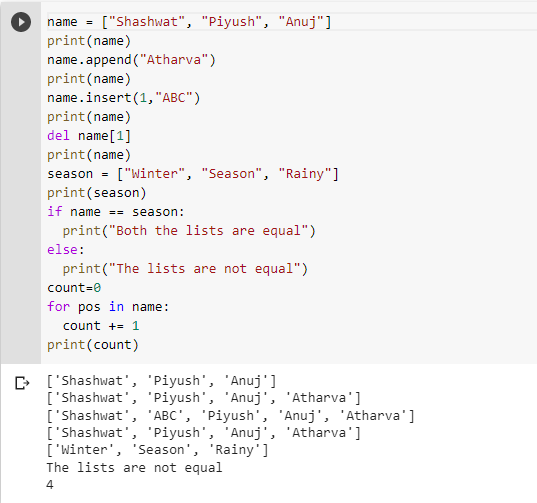 name = ["Shashwat", "Piyush", "Anuj"]
print(name)
name.append("Atharva")
print(name)
name.insert(1,"ABC")
print(name)
del name[1]
print(name)
season = ["Winter", "Season", "Rainy"]
print(season)
if name == season:
  print("Both the lists are equal")
else:
  print("The lists are not equal")
count=0
for pos in name:
  count += 1
print(count)
['Shashwat', 'Piyush', 'Anuj']
['Shashwat', 'Piyush', 'Anuj', 'Atharva']
['Shashwat', 'ABC', 'Piyush', 'Anuj', 'Atharva']
['Shashwat', 'Piyush', 'Anuj', 'Atharva']
['Winter', 'Season', 'Rainy']
The lists are not equal
4